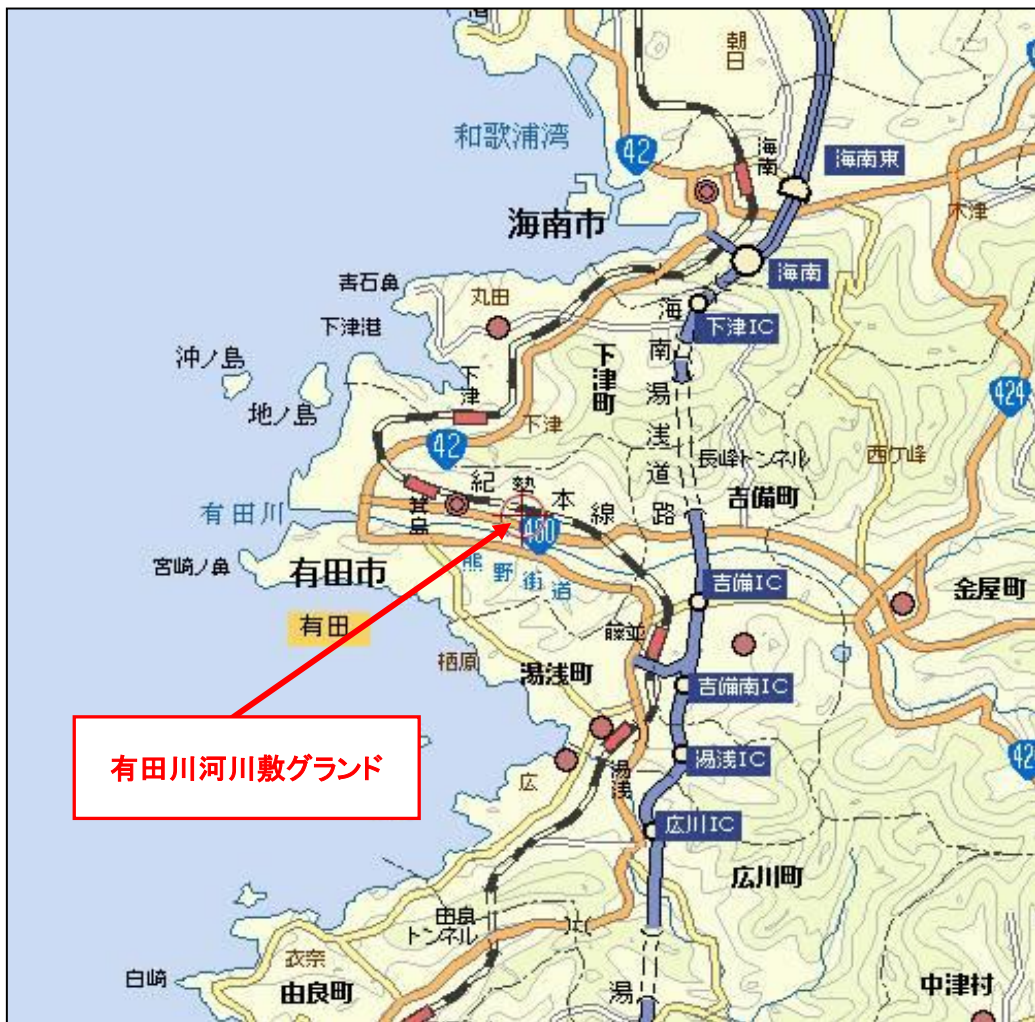 朝日
和歌浦湾
42
海南
海南東
木津
海南市
海南
青石鼻
丸田
下津IC
下津港
沖ノ島
地ノ島
下津
下津町
海南湯浅道路
424
下津
42
長峰トンネル
西ケ峰
吉備町
紀勢本線
有田川
箕島
480
宮崎ノ鼻
有田市
熊野街道
吉備IC
金屋町
有田
藤並
栖原
湯浅町
吉備南IC
有田川河川敷グランド
湯浅
湯浅IC
42
広
広川IC
広川町
由良
トンネル
衣奈
白崎
由良町
湯
中津村